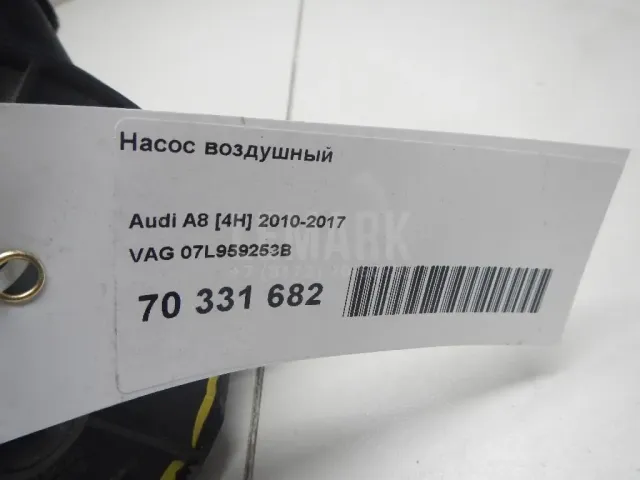 Насос воздушный
Audi A8 [4H] 2010-2017
VAG 07L959253B
70 331 682